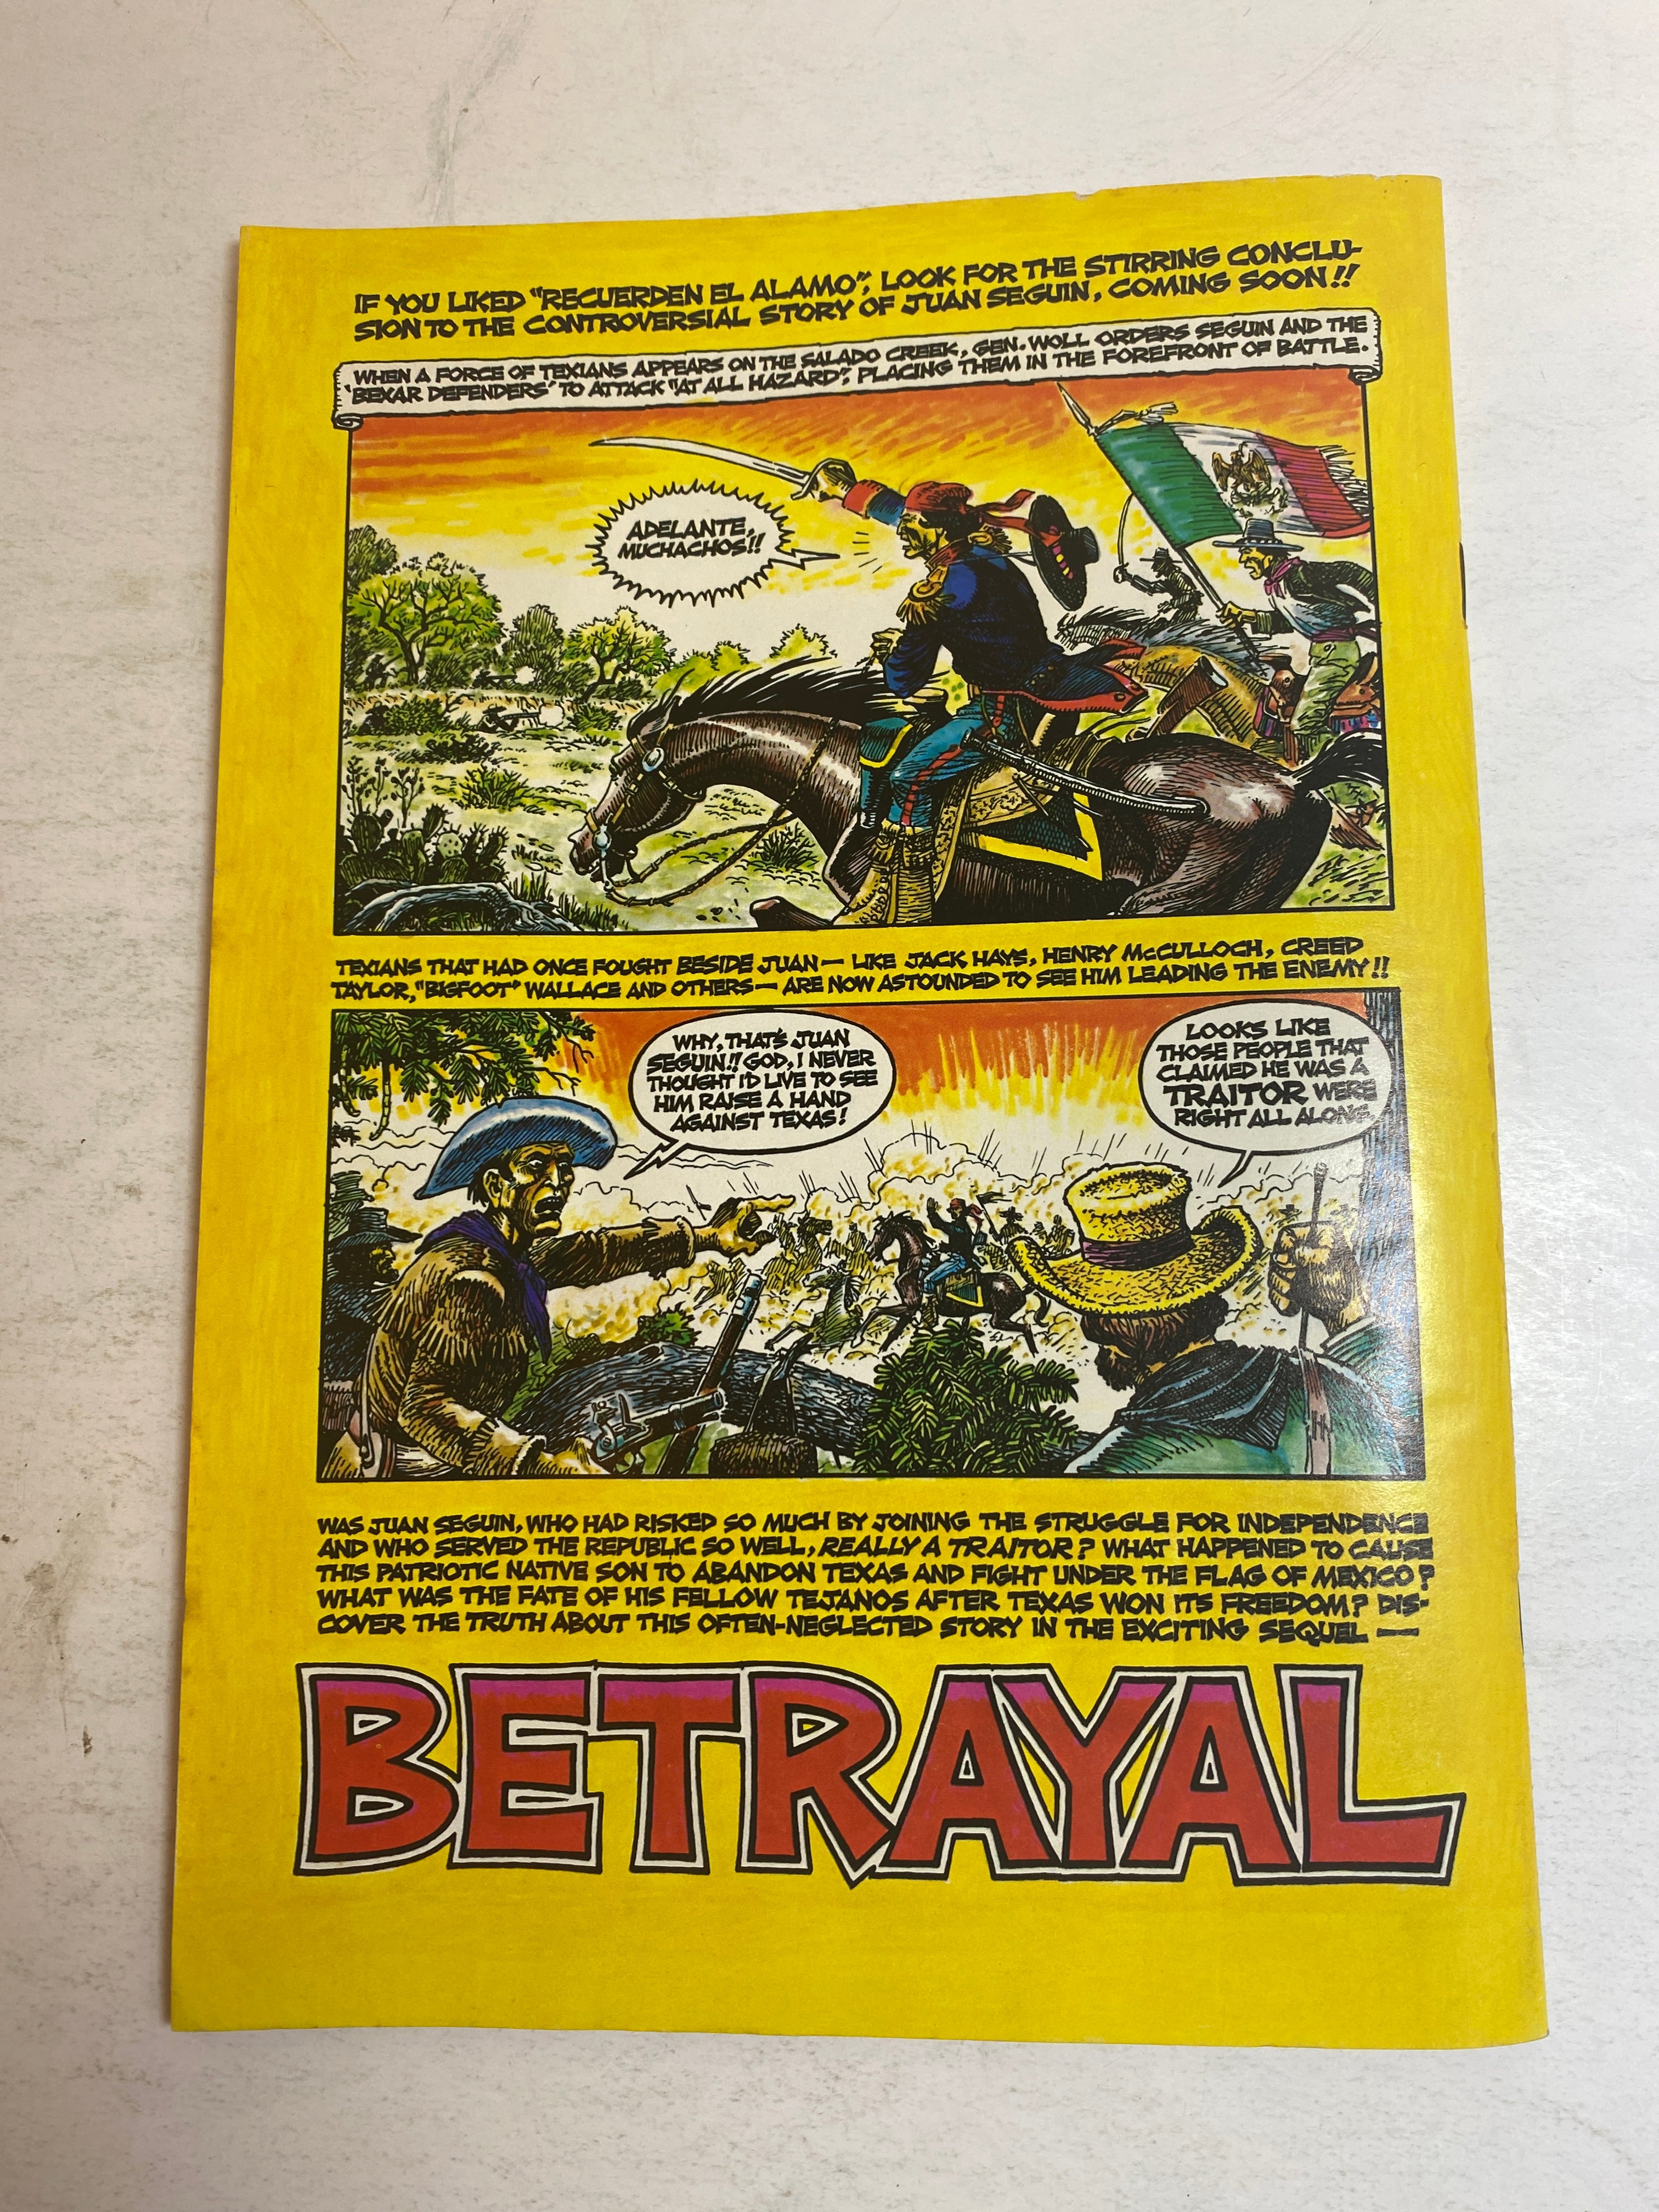 IF YOU LIKED "RECUERDEN EL ALAMO", LOOK FOR THE STIRRING CONCLU-
SION TO THE CONTROVERSIAL STORY OF JUAN SEGUIN, COMING SOON!!
WHEN A FORCE OF TEXIANS APPEARS ON THE SALADO CREEK, GEN. WOLL ORDERS SEGUIN AND THE
'BEXAR DEFENDERS' TO ATTACK "AT ALL HAZARD", PLACING THEM IN THE FOREFRONT OF BATTLE.
ADELANTE,
MUCHACHOS!!
TEXIANS THAT HAD ONCE FOUGHT BESIDE JUAN — LIKE JACK HAYS, HENRY McCULLOCH, CREED
TAYLOR, "BIGFOOT" WALLACE AND OTHERS — ARE NOW ASTOUNDED TO SEE HIM LEADING THE ENEMY!!
WHY, THAT'S JUAN
SEGUIN!! GOD, I NEVER
THOUGHT I'D LIVE TO SEE
HIM RAISE A HAND
AGAINST TEXAS!
LOOKS LIKE
THOSE PEOPLE THAT
CLAIMED HE WAS A
TRAITOR WERE
RIGHT ALL ALONG.
WAS JUAN SEGUIN, WHO HAD RISKED SO MUCH BY JOINING THE STRUGGLE FOR INDEPENDENCE
AND WHO SERVED THE REPUBLIC SO WELL, REALLY A TRAITOR? WHAT HAPPENED TO CAUSE
THIS PATRIOTIC NATIVE SON TO ABANDON TEXAS AND FIGHT UNDER THE FLAG OF MEXICO?
WHAT WAS THE FATE OF HIS FELLOW TEJANOS AFTER TEXAS WON ITS FREEDOM? DIS-
COVER THE TRUTH ABOUT THIS OFTEN-NEGLECTED STORY IN THE EXCITING SEQUEL —
BETRAYAL